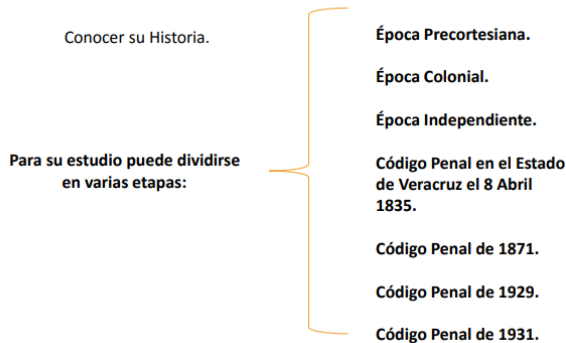 Conocer su Historia.
Para su estudio puede dividirse
en varias etapas:
Época Precortesiana.
Época Colonial.
Época Independiente.
Código Penal en el Estado
de Veracruz el 8 Abril
1835.
Código Penal de 1871.
Código Penal de 1929.
Código Penal de 1931.